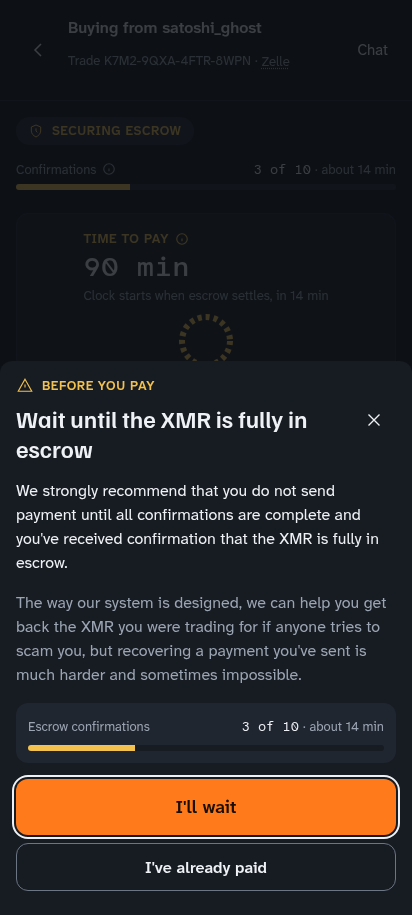 Buying from satoshi_ghost
Trade K7M2-9QXA-4FTR-8WPN · Zelle
Chat
SECURING ESCROW
Confirmations 3 of 10 · about 14 min
TIME TO PAY
90 min
Clock starts when escrow settles, in 14 min
BEFORE YOU PAY
Wait until the XMR is fully in
escrow
We strongly recommend that you do not send
payment until all confirmations are complete and
you've received confirmation that the XMR is fully in
escrow.
The way our system is designed, we can help you get
back the XMR you were trading for if anyone tries to
scam you, but recovering a payment you've sent is
much harder and sometimes impossible.
Escrow confirmations 3 of 10 · about 14 min
I'll wait
I've already paid